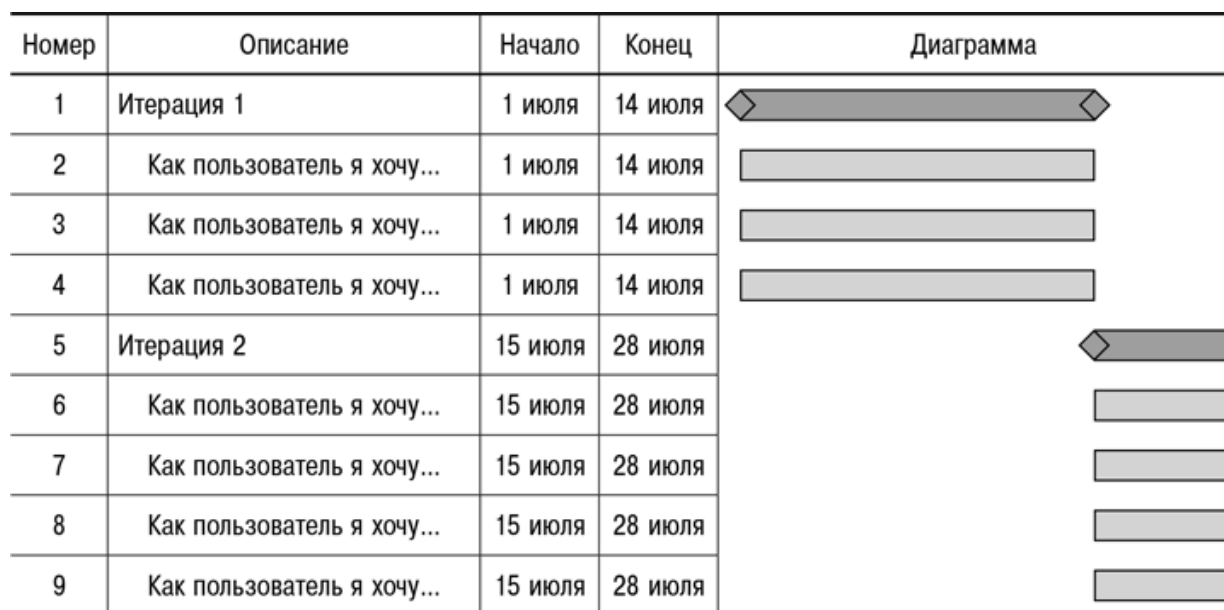 Номер Описание Начало Конец Диаграмма
1 Итерация 1 1 июля 14 июля
2 Как пользователь я хочу... 1 июля 14 июля
3 Как пользователь я хочу... 1 июля 14 июля
4 Как пользователь я хочу... 1 июля 14 июля
5 Итерация 2 15 июля 28 июля
6 Как пользователь я хочу... 15 июля 28 июля
7 Как пользователь я хочу... 15 июля 28 июля
8 Как пользователь я хочу... 15 июля 28 июля
9 Как пользователь я хочу... 15 июля 28 июля